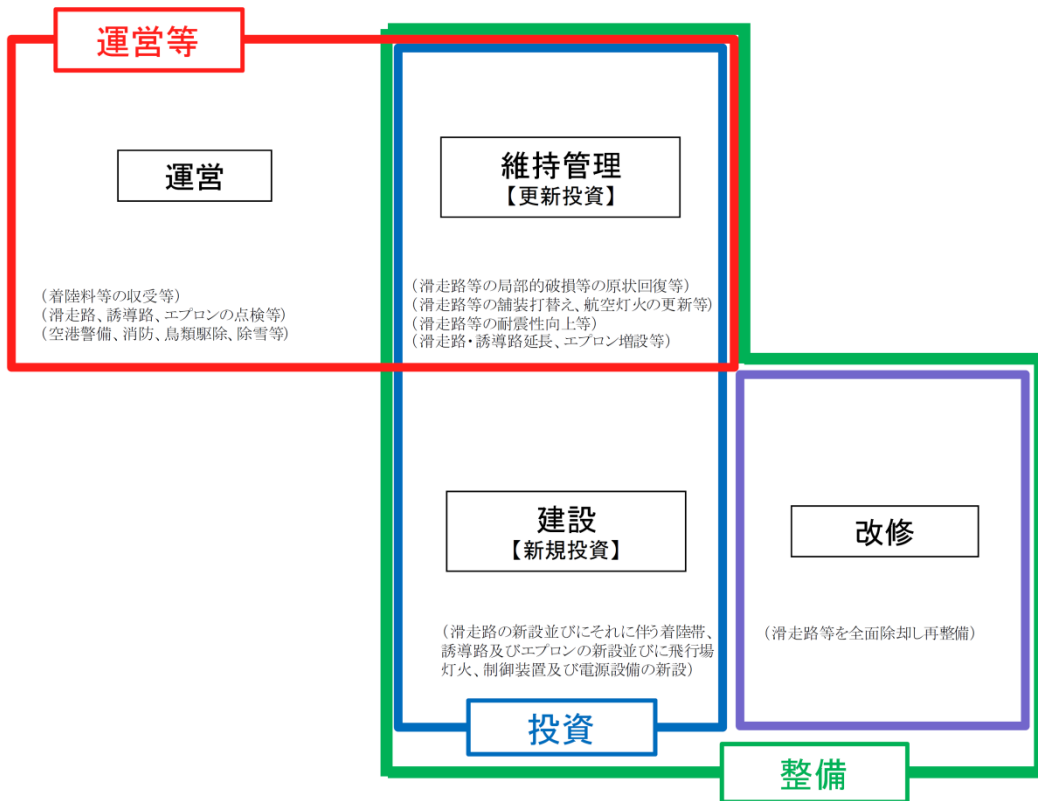 運営等
運営
維持管理
【更新投資】
(着陸料等の収受等)
(滑走路、誘導路、エプロンの点検等)
(空港警備、消防、鳥類駆除、除雪等)
(滑走路等の局部的破損等の原状回復等)
(滑走路等の舗装打替え、航空灯火の更新等)
(滑走路等の耐震性向上等)
(滑走路・誘導路延長、エプロン増設等)
建設
【新規投資】
改修
(滑走路の新設並びにそれに伴う着陸帯、
誘導路及びエプロンの新設並びに飛行場
灯火、制御装置及び電源設備の新設)
(滑走路等を全面除却し再整備)
投資
整備